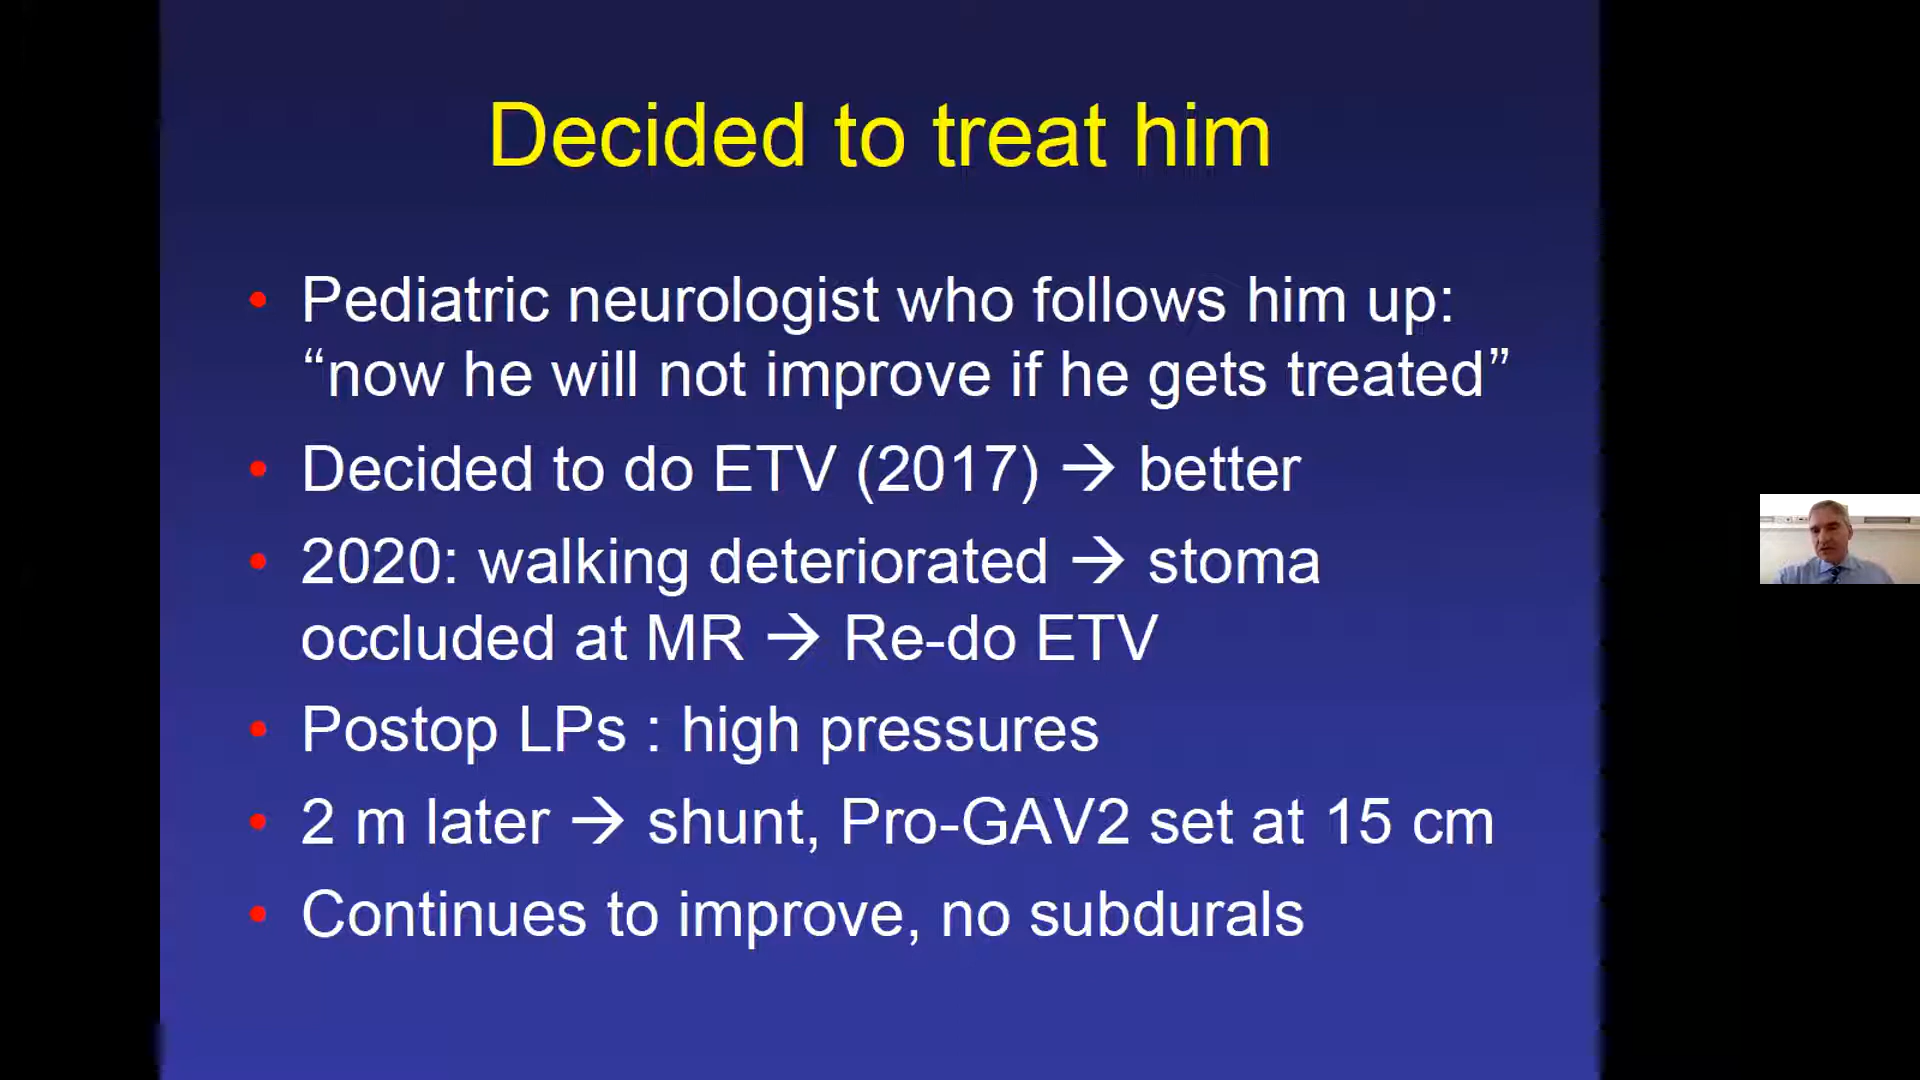 Decided to treat him
• Pediatric neurologist who follows him up:
“now he will not improve if he gets treated”
• Decided to do ETV (2017) → better
• 2020: walking deteriorated → stoma
occluded at MR → Re-do ETV
• Postop LPs : high pressures
• 2 m later → shunt, Pro-GAV2 set at 15 cm
• Continues to improve, no subdurals